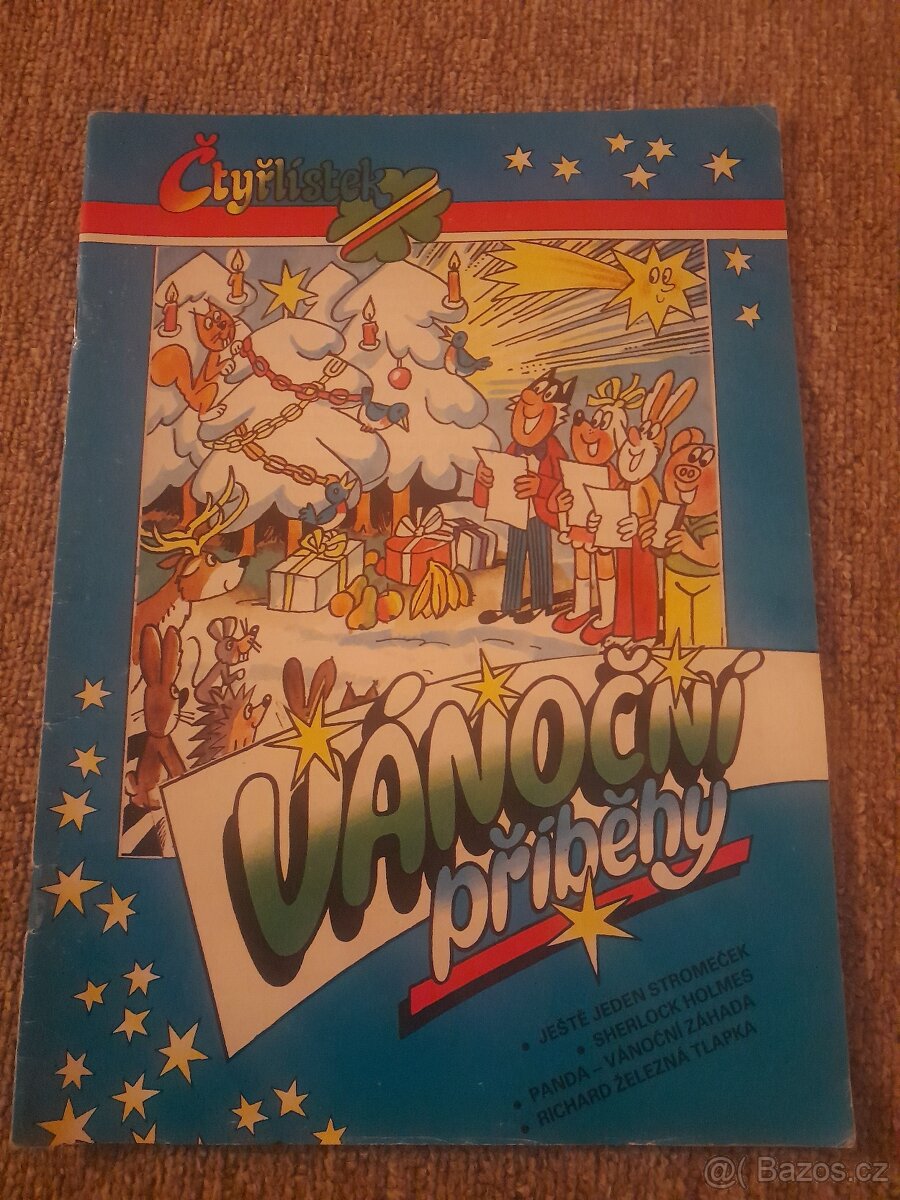 Čtyřlístek
VÁNOČNÍ
příběhy
• JEŠTĚ JEDEN STROMEČEK
• SHERLOCK HOLMES
• PANDA – VÁNOČNÍ ZÁHADA
• RICHARD ŽELEZNÁ TLAPKA
@( Bazos.cz